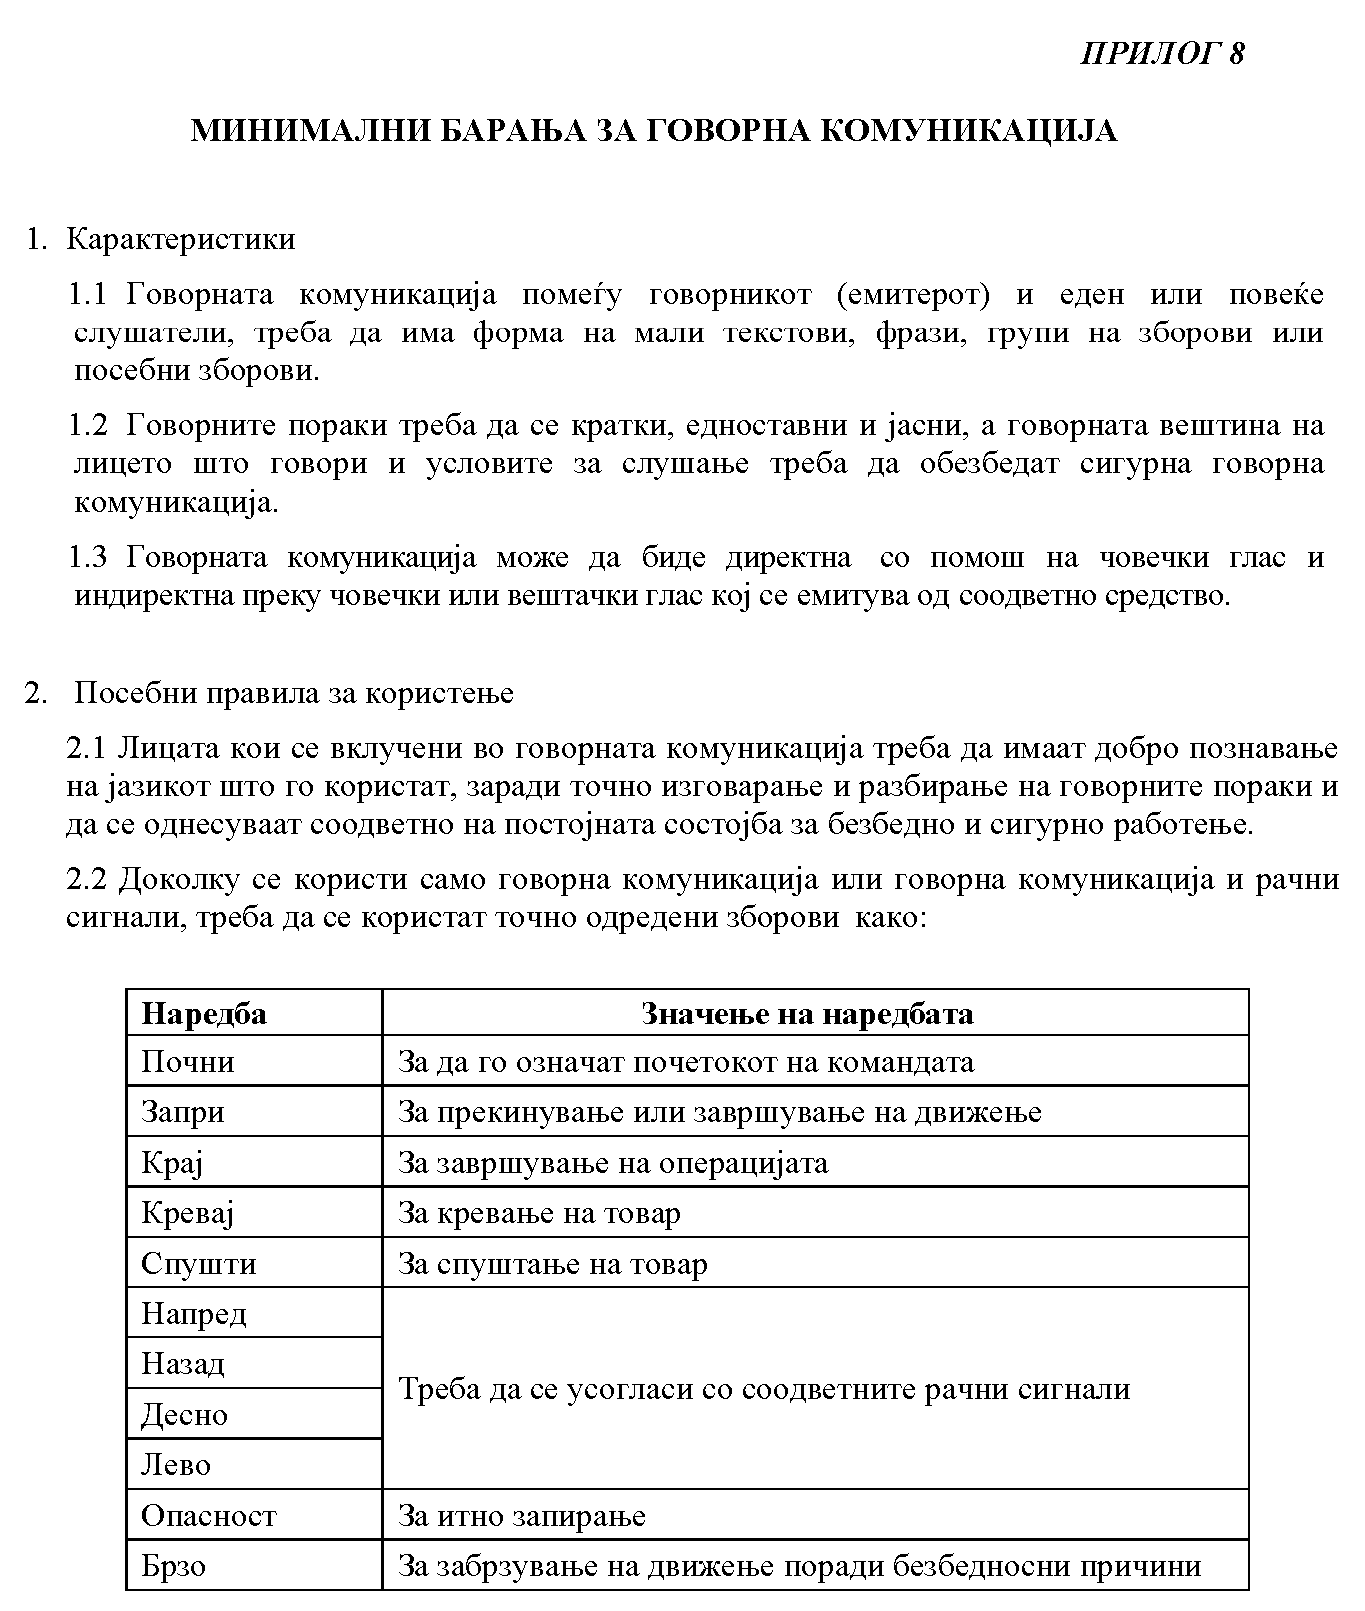 ПРИЛОГ 8
МИНИМАЛНИ БАРАЊА ЗА ГОВОРНА КОМУНИКАЦИЈА
1. Карактеристики
1.1 Говорната комуникација помеѓу говорникот (емитерот) и еден или повеќе
слушатели, треба да има форма на мали текстови, фрази, групи на зборови или
посебни зборови.
1.2 Говорните пораки треба да се кратки, едноставни и јасни, а говорната вештина на
лицето што говори и условите за слушање треба да обезбедат сигурна говорна
комуникација.
1.3 Говорната комуникација може да биде директна со помош на човечки глас и
индиректна преку човечки или вештачки глас кој се емитува од соодветно средство.
2. Посебни правила за користење
2.1 Лицата кои се вклучени во говорната комуникација треба да имаат добро познавање
на јазикот што го користат, заради точно изговарање и разбирање на говорните пораки и
да се однесуваат соодветно на постојната состојба за безбедно и сигурно работење.
2.2 Доколку се користи само говорна комуникација или говорна комуникација и рачни
сигнали, треба да се користат точно одредени зборови како:
Наредба Значење на наредбата
Почни За да го означат почетокот на командата
Запри За прекинување или завршување на движење
Крај За завршување на операцијата
Кревај За кревање на товар
Спушти За спуштање на товар
Напред
Назад
Десно
Лево
Треба да се усогласи со соодветните рачни сигнали
Опасност За итно запирање
Брзо За забрзување на движење поради безбедносни причини